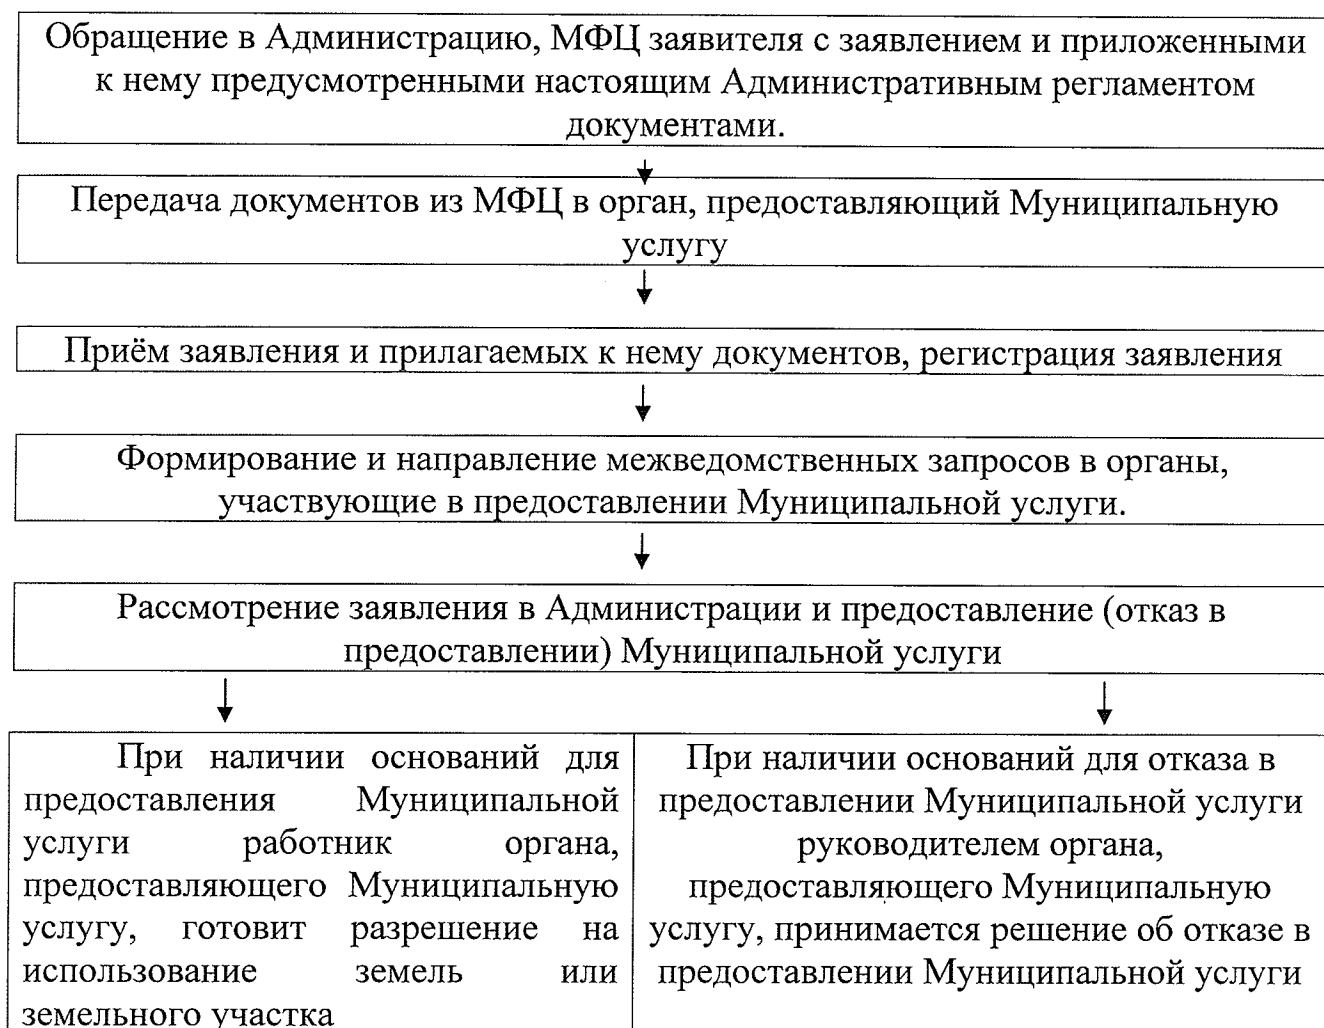 Обращение в Администрацию, МФЦ заявителя с заявлением и приложенными
к нему предусмотренными настоящим Административным регламентом
документами.
Передача документов из МФЦ в орган, предоставляющий Муниципальную
услугу
Приём заявления и прилагаемых к нему документов, регистрация заявления
Формирование и направление межведомственных запросов в органы,
участвующие в предоставлении Муниципальной услуги.
Рассмотрение заявления в Администрации и предоставление (отказ в
предоставлении) Муниципальной услуги
При наличии оснований для
предоставления Муниципальной
услуги работник органа,
предоставляющего Муниципальную
услугу, готовит разрешение на
использование земель или
земельного участка
При наличии оснований для отказа в
предоставлении Муниципальной услуги
руководителем органа,
предоставляющего Муниципальную
услугу, принимается решение об отказе в
предоставлении Муниципальной услуги